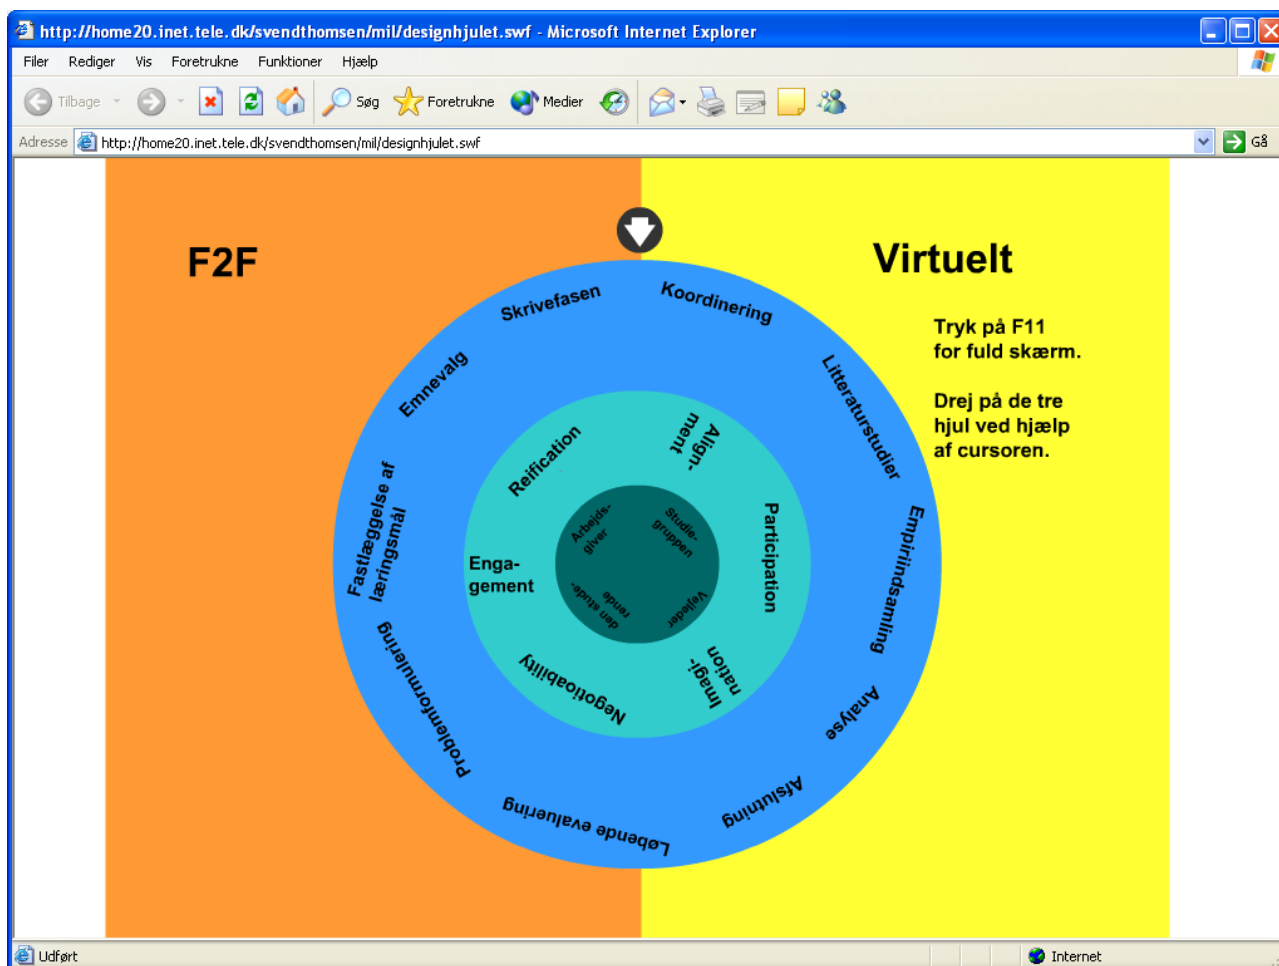 http://home20.inet.tele.dk/svendthomsen/mil/designhjulet.swf - Microsoft Internet Explorer
Filer Rediger Vis Foretrukne Funktioner Hjælp
Tilbage Søg Foretrukne Medier
Adresse http://home20.inet.tele.dk/svendthomsen/mil/designhjulet.swf Gå
F2F
Virtuelt
Tryk på F11
for fuld skærm.
Drej på de tre
hjul ved hjælp
af cursoren.
Skrivefasen
Koordinering
Litteraturstudier
Empiriindsamling
Analyse
Afslutning
Løbende evaluering
Problemformulering
Fastlæggelse af
læringsmål
Emnevalg
Reification
Align-
ment
Participation
Imagi-
nation
Negotioability
Enga-
gement
Arbejds-
giver
Studie-
gruppen
Vejleder
den stude-
rende
Udført
Internet